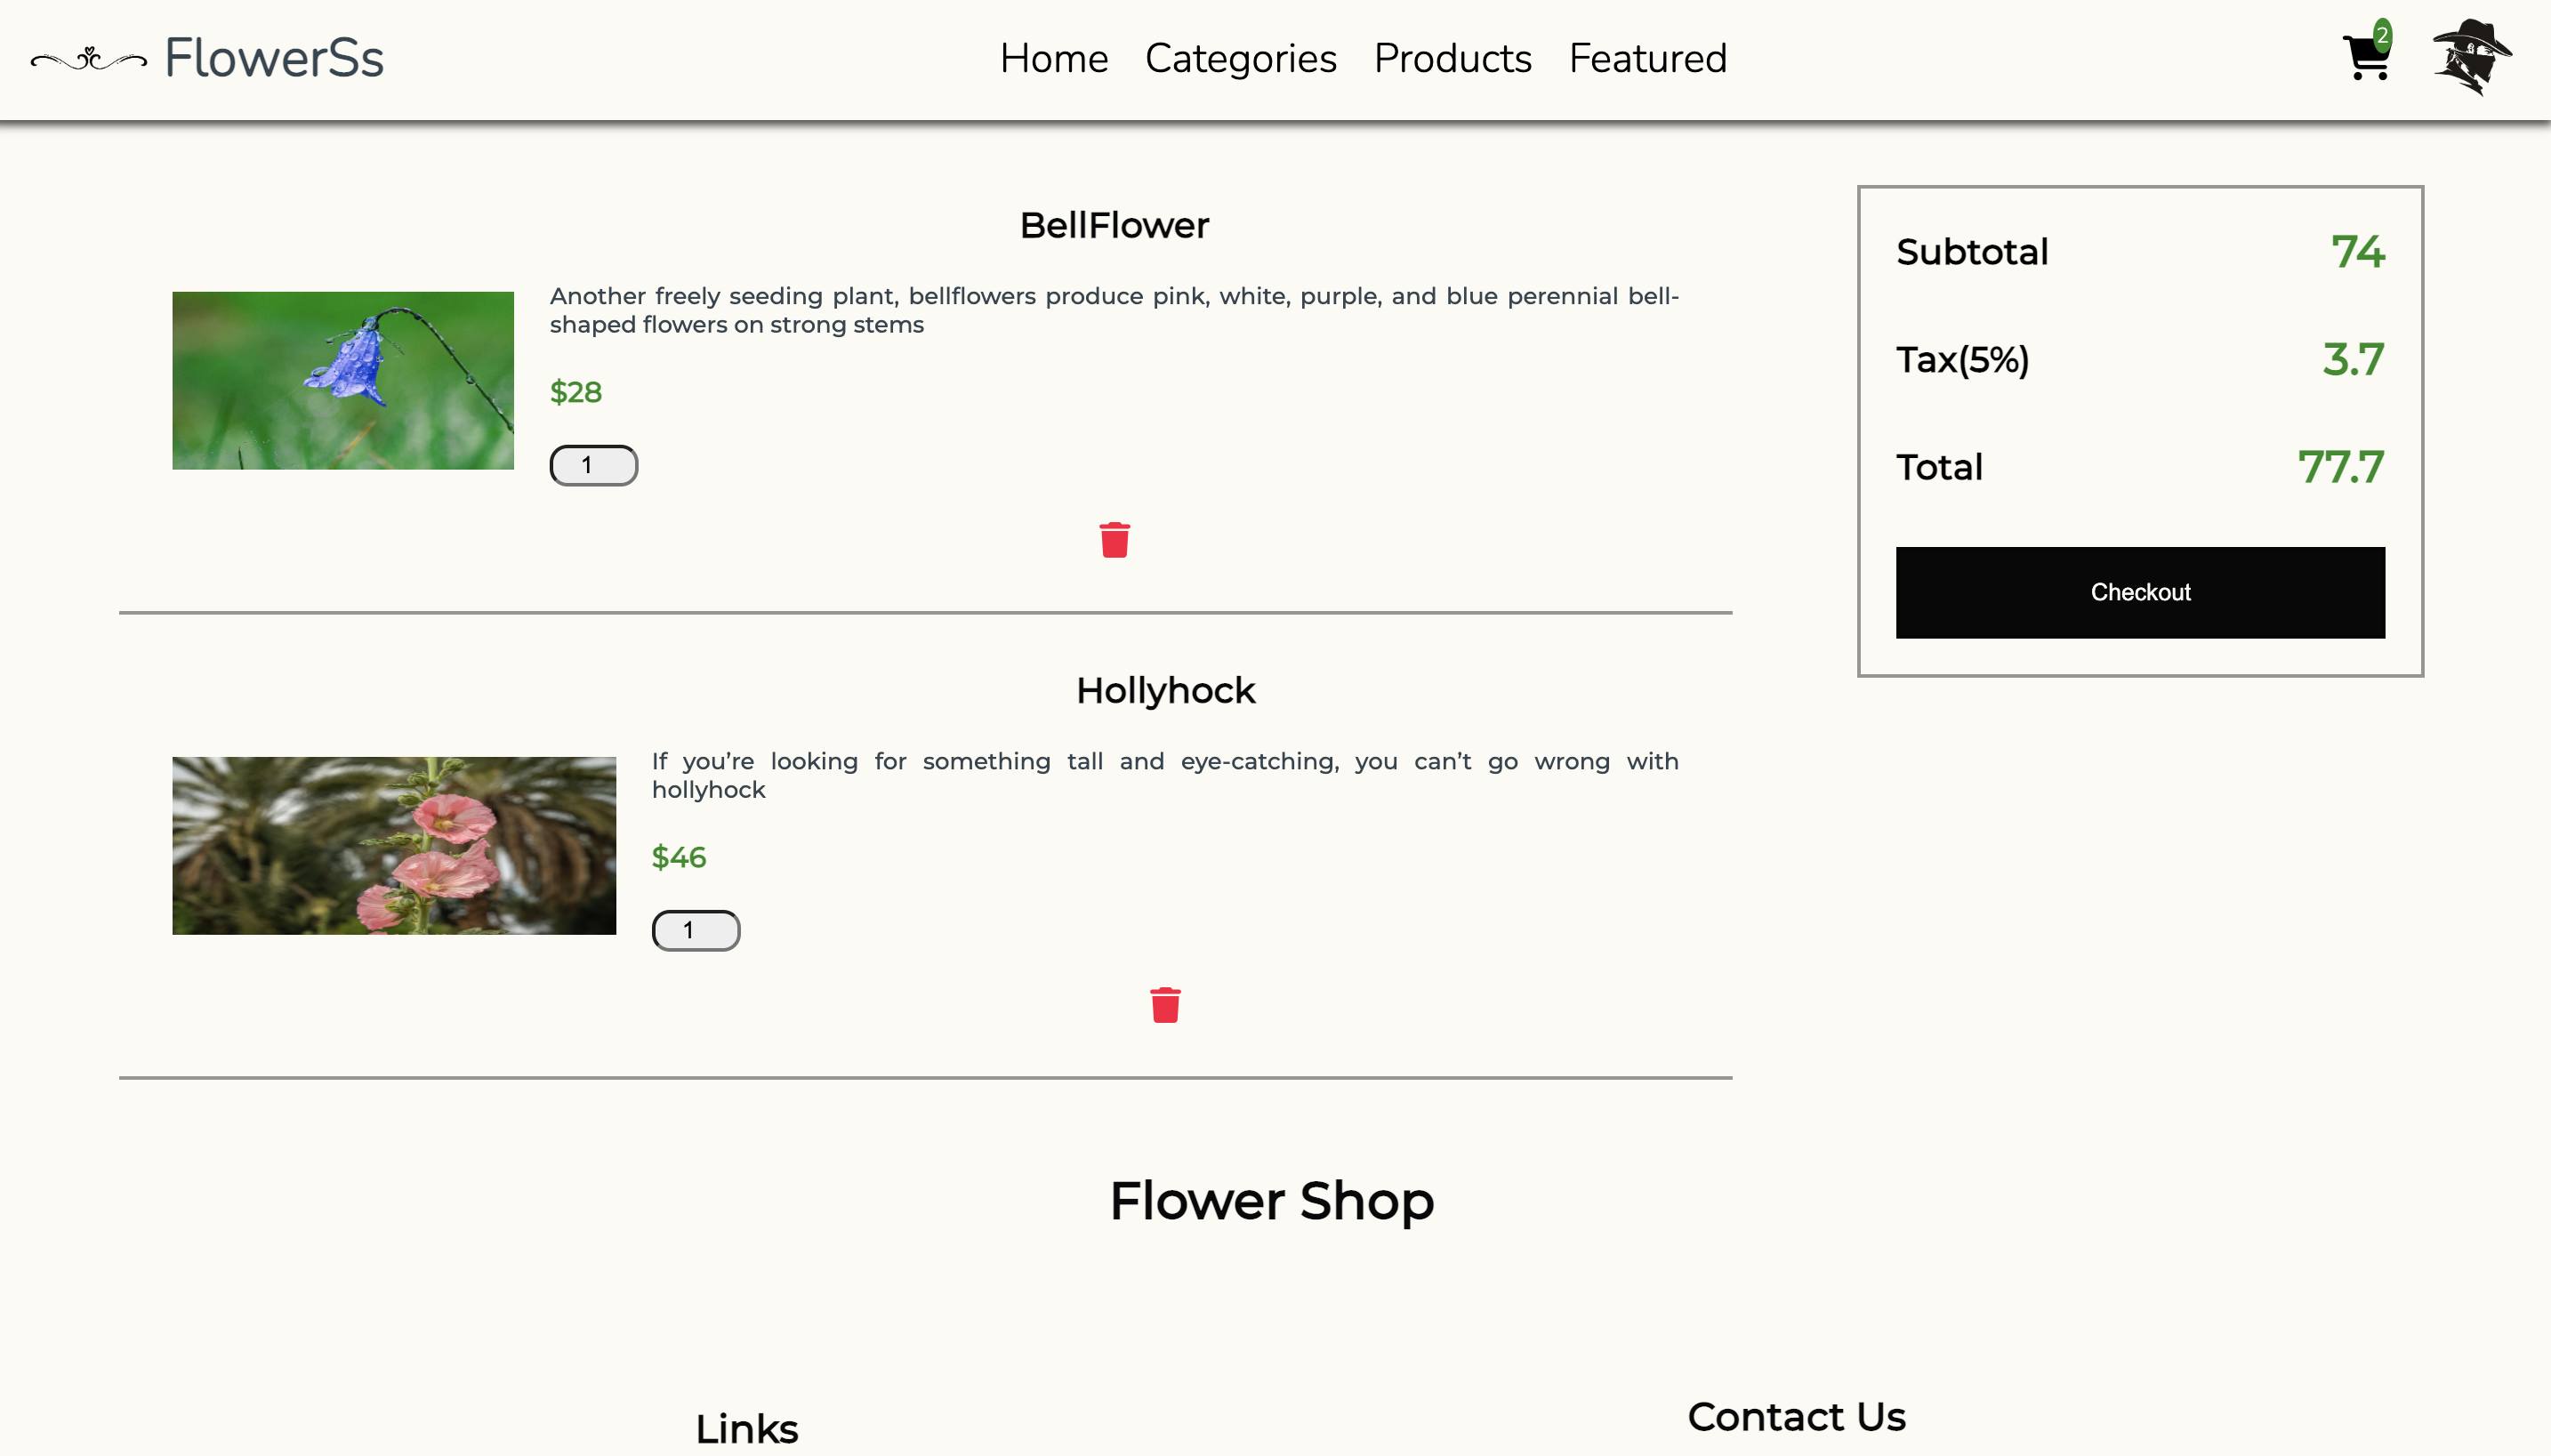 FlowerSs
Home Categories Products Featured
2
BellFlower
Another freely seeding plant, bellflowers produce pink, white, purple, and blue perennial bell-
shaped flowers on strong stems
$28
1
Hollyhock
If you’re looking for something tall and eye-catching, you can’t go wrong with
hollyhock
$46
1
Subtotal 74
Tax(5%) 3.7
Total 77.7
Checkout
Flower Shop
Links
Contact Us